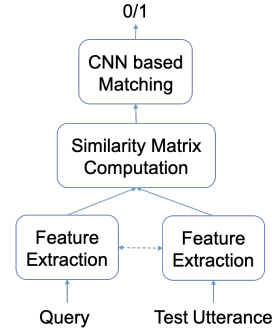 0/1
CNN based
Matching
Similarity Matrix
Computation
Feature
Extraction
Feature
Extraction
Query
Test Utterance